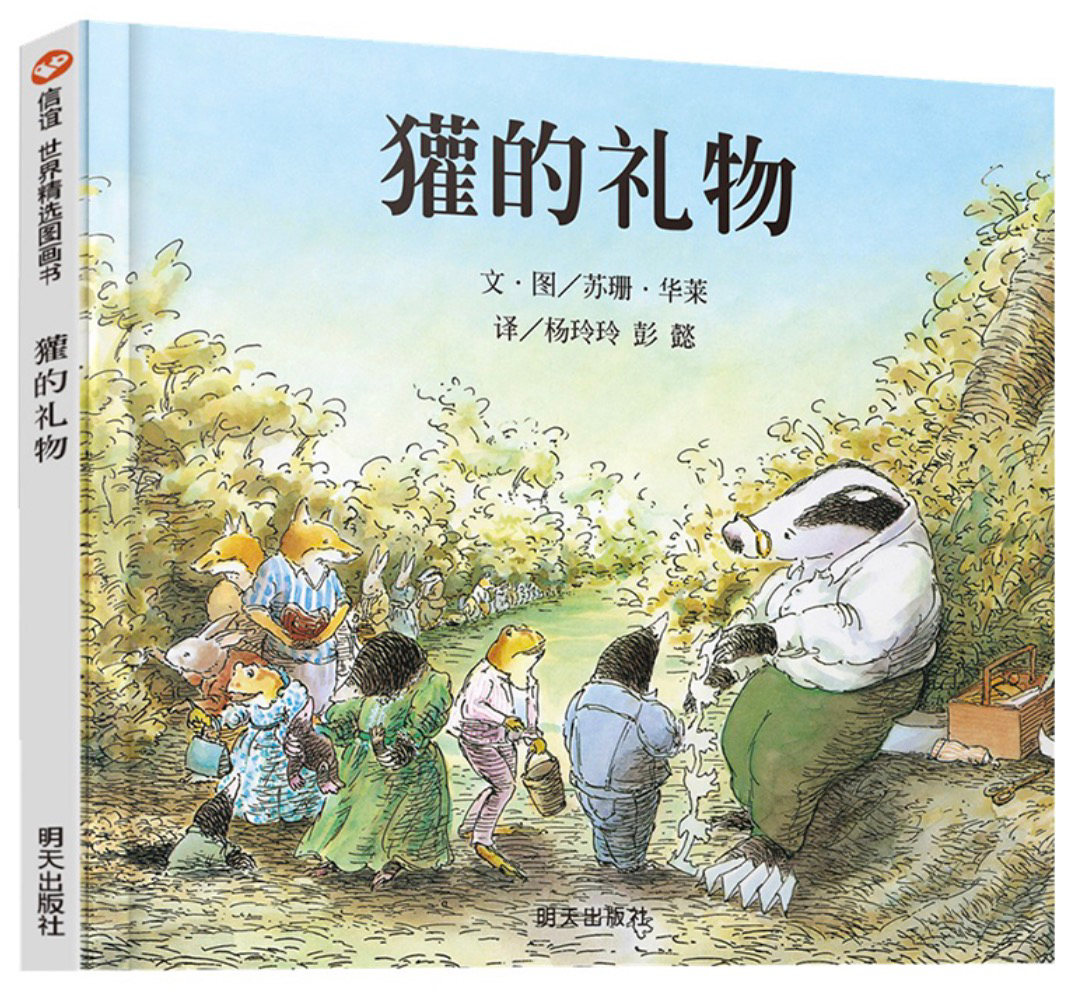 信谊 世界精选图画书
獾的礼物
明天出版社
獾的礼物
文·图／苏珊·华莱
译／杨玲玲 彭 懿
明天出版社